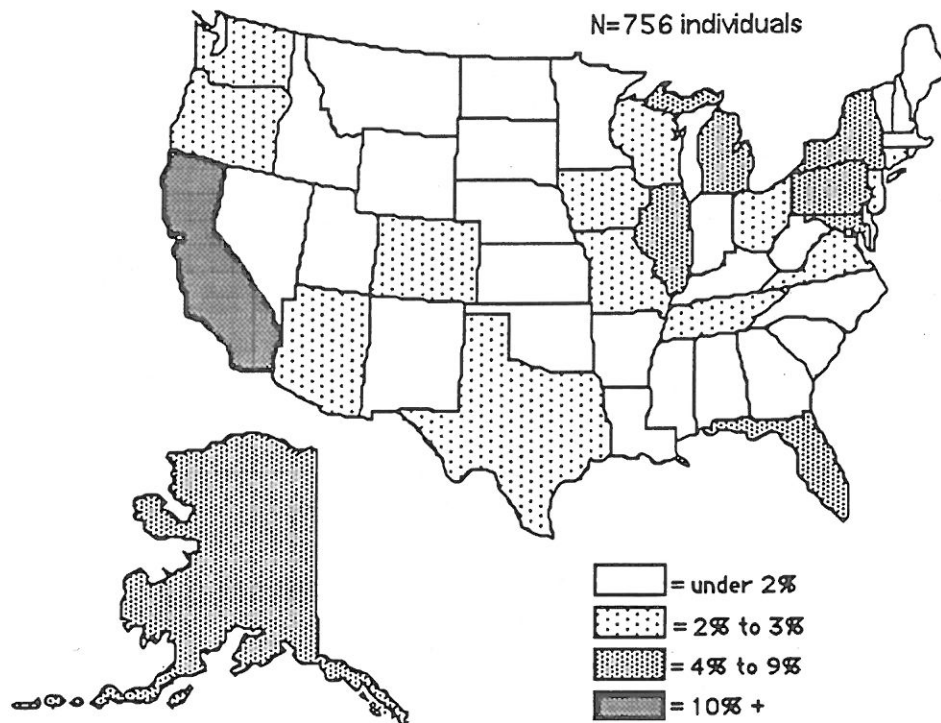 N=756 individuals
= under 2%
= 2% to 3%
= 4% to 9%
= 10% +